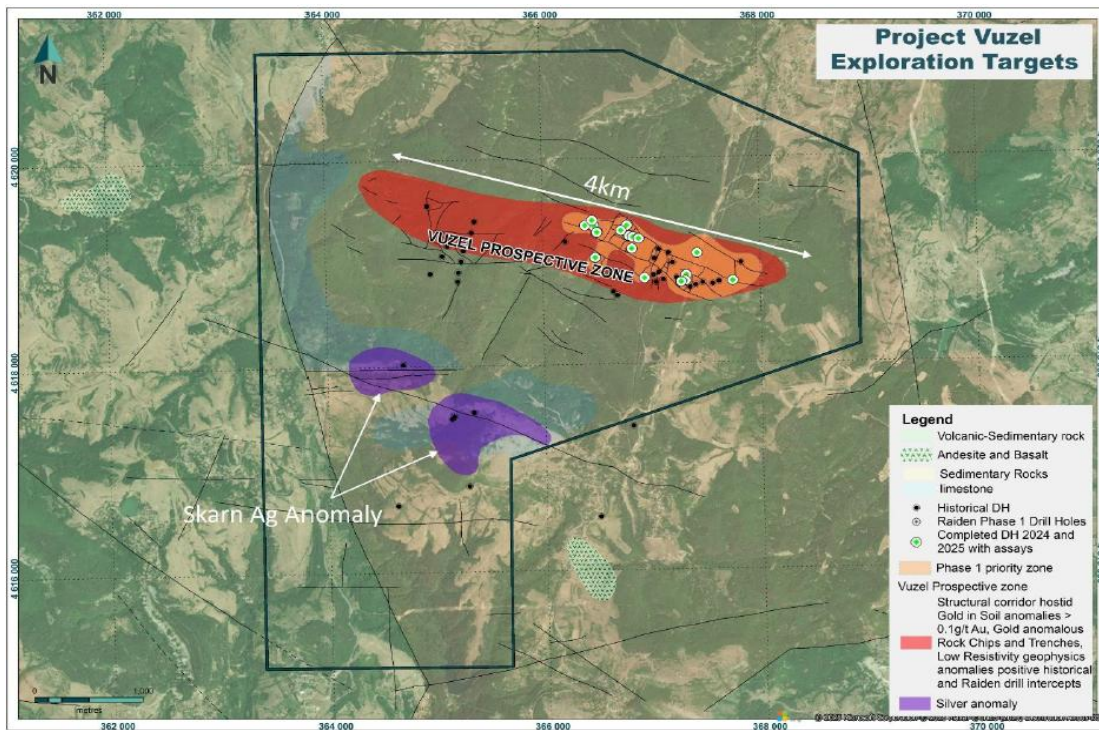 362 000
364 000
366 000
368 000
370 000
Project Vuzel
Exploration Targets
N
4 620 000
4 620 000
4km
VUZEL PROSPECTIVE ZONE
4 618 000
Skarn Ag Anomaly
4 616 000
Legend
Volcanic-Sedimentary rock
Andesite and Basalt
Sedimentary Rocks
limestone
Historical DH
Raiden Phase 1 Drill Holes
Completed DH 2024 and
2025 with assays
Phase 1 priority zone
Vuzel Prospective zone
Structural corridor hostid
Gold in Soil anomalies >
0.1g/t Au, Gold anomalous
Rock Chips and Trenches,
Low Resistivity geophysics
anomalies positive historical
and Raiden drill intercepts
Silver anomaly
0
1,000
metres
362 000
364 000
366 000
368 000